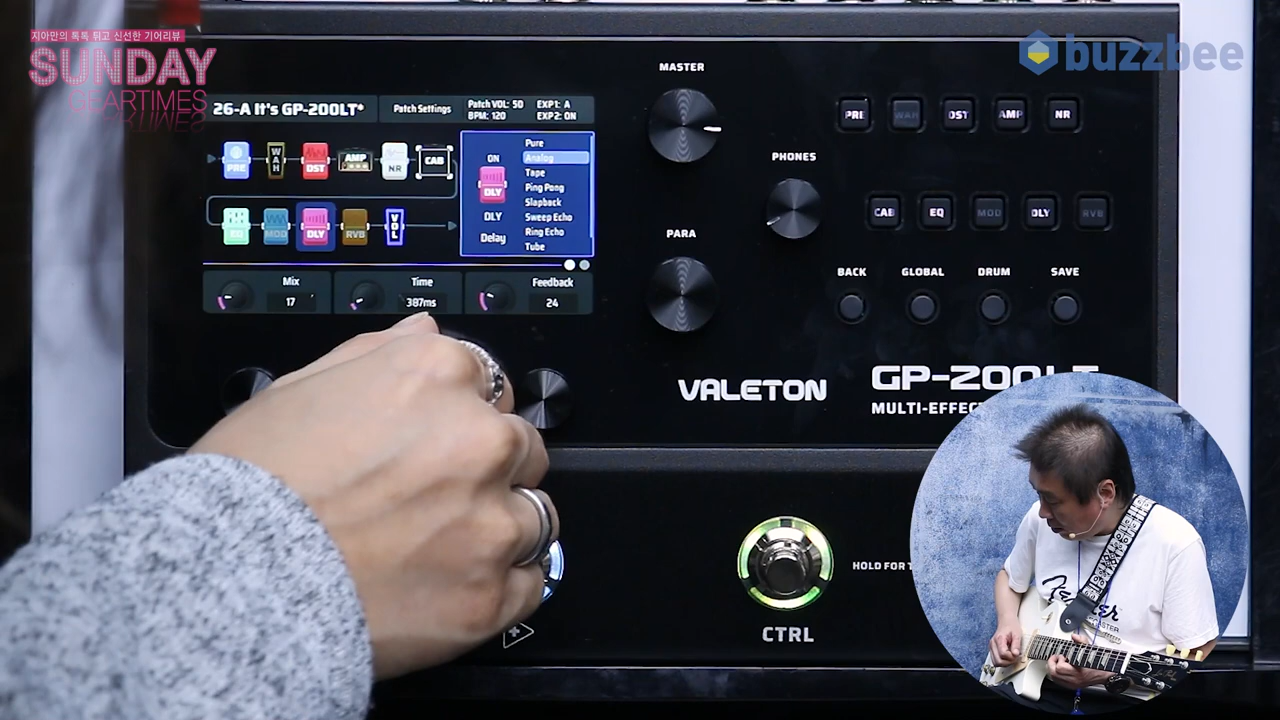 지아만의 톡톡 튀고 신선한 기어리뷰
SUNDAY
GEARTIMES
buzzbee
26-A It's GP-200LT*
Patch Settings
Patch VOL: 50
BPM: 120
EXP1: A
EXP2: ON
PRE
WAH
DST
AMP
NR
CAB
EQ
MOD
DLY
RVB
VOL
ON
DLY
DLY
Delay
Pure
Analog
Tape
Ping Pong
Slapback
Sweep Echo
Ring Echo
Tube
Mix
17
Time
387ms
Feedback
24
MASTER
PHONES
PARA
PRE
WAH
DST
AMP
NR
CAB
EQ
MOD
DLY
RVB
BACK
GLOBAL
DRUM
SAVE
VALETON
GP-200LT
MULTI-EFFEC
CTRL
HOLD FOR